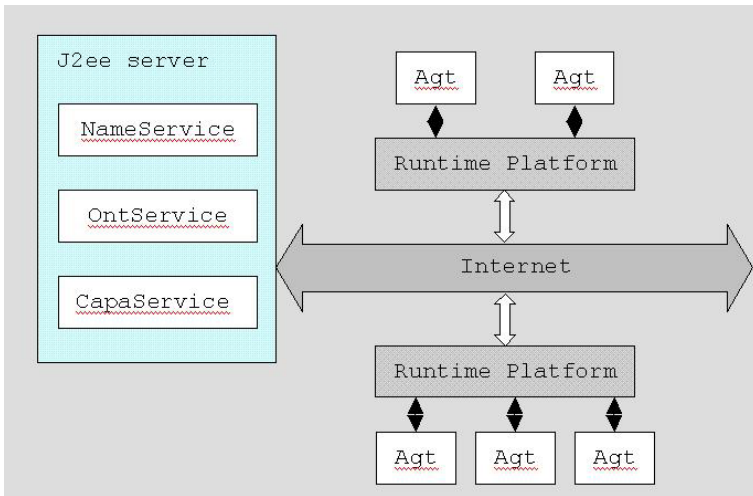 J2ee server
NameService
OntService
CapaService
Agt Agt
Runtime Platform
Internet
Runtime Platform
Agt Agt Agt